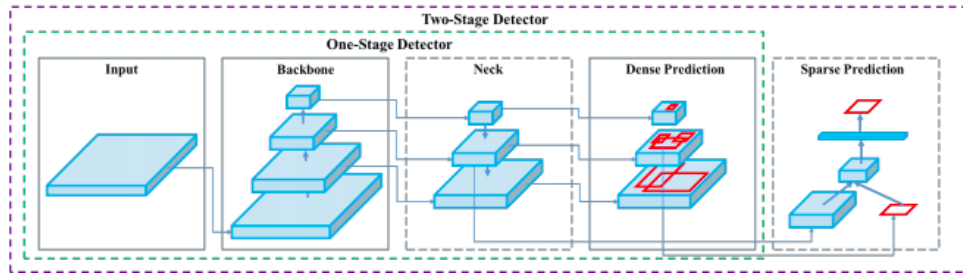 Two-Stage Detector
One-Stage Detector
Input
Backbone
Neck
Dense Prediction
Sparse Prediction